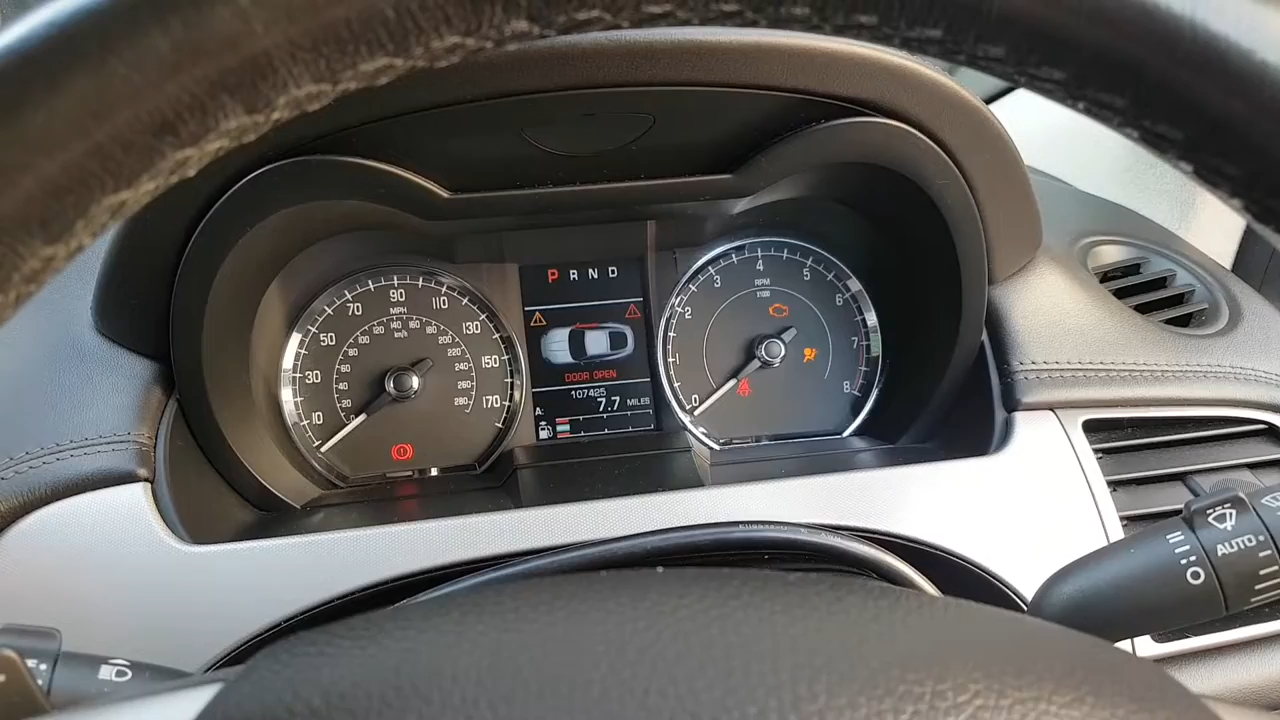 P R N D
DOOR OPEN
107425
A: 7.7 MILES
10 30 50 70 90 110 130 150 170
MPH
20 40 60 80 100 120 140 160 180 200 220 240 260 280
km/h
0 1 2 3 4 5 6 7 8
RPM
X1000
AUTO